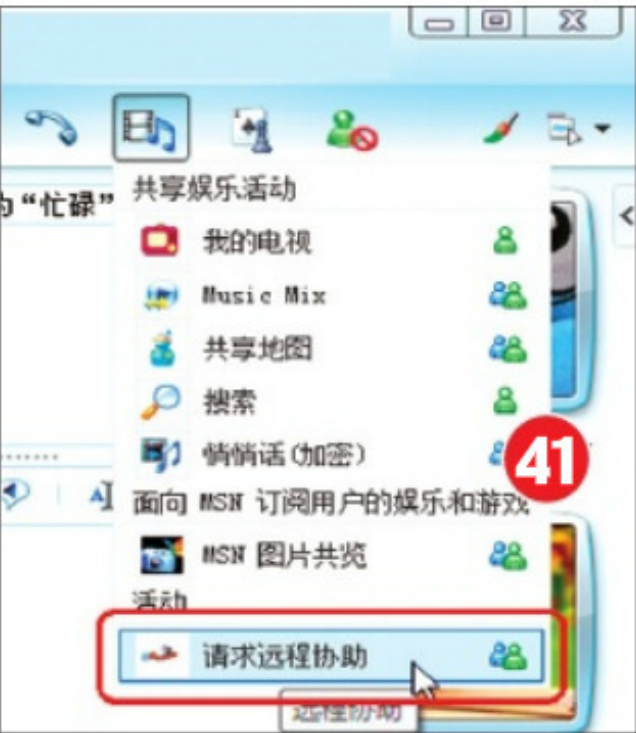 共享娱乐活动
为“忙碌”
我的电视
Music Mix
共享地图
搜索
悄悄话(加密)
41
面向 MSN 订阅用户的娱乐和游戏
MSN 图片共览
活动
请求远程协助
远程协助